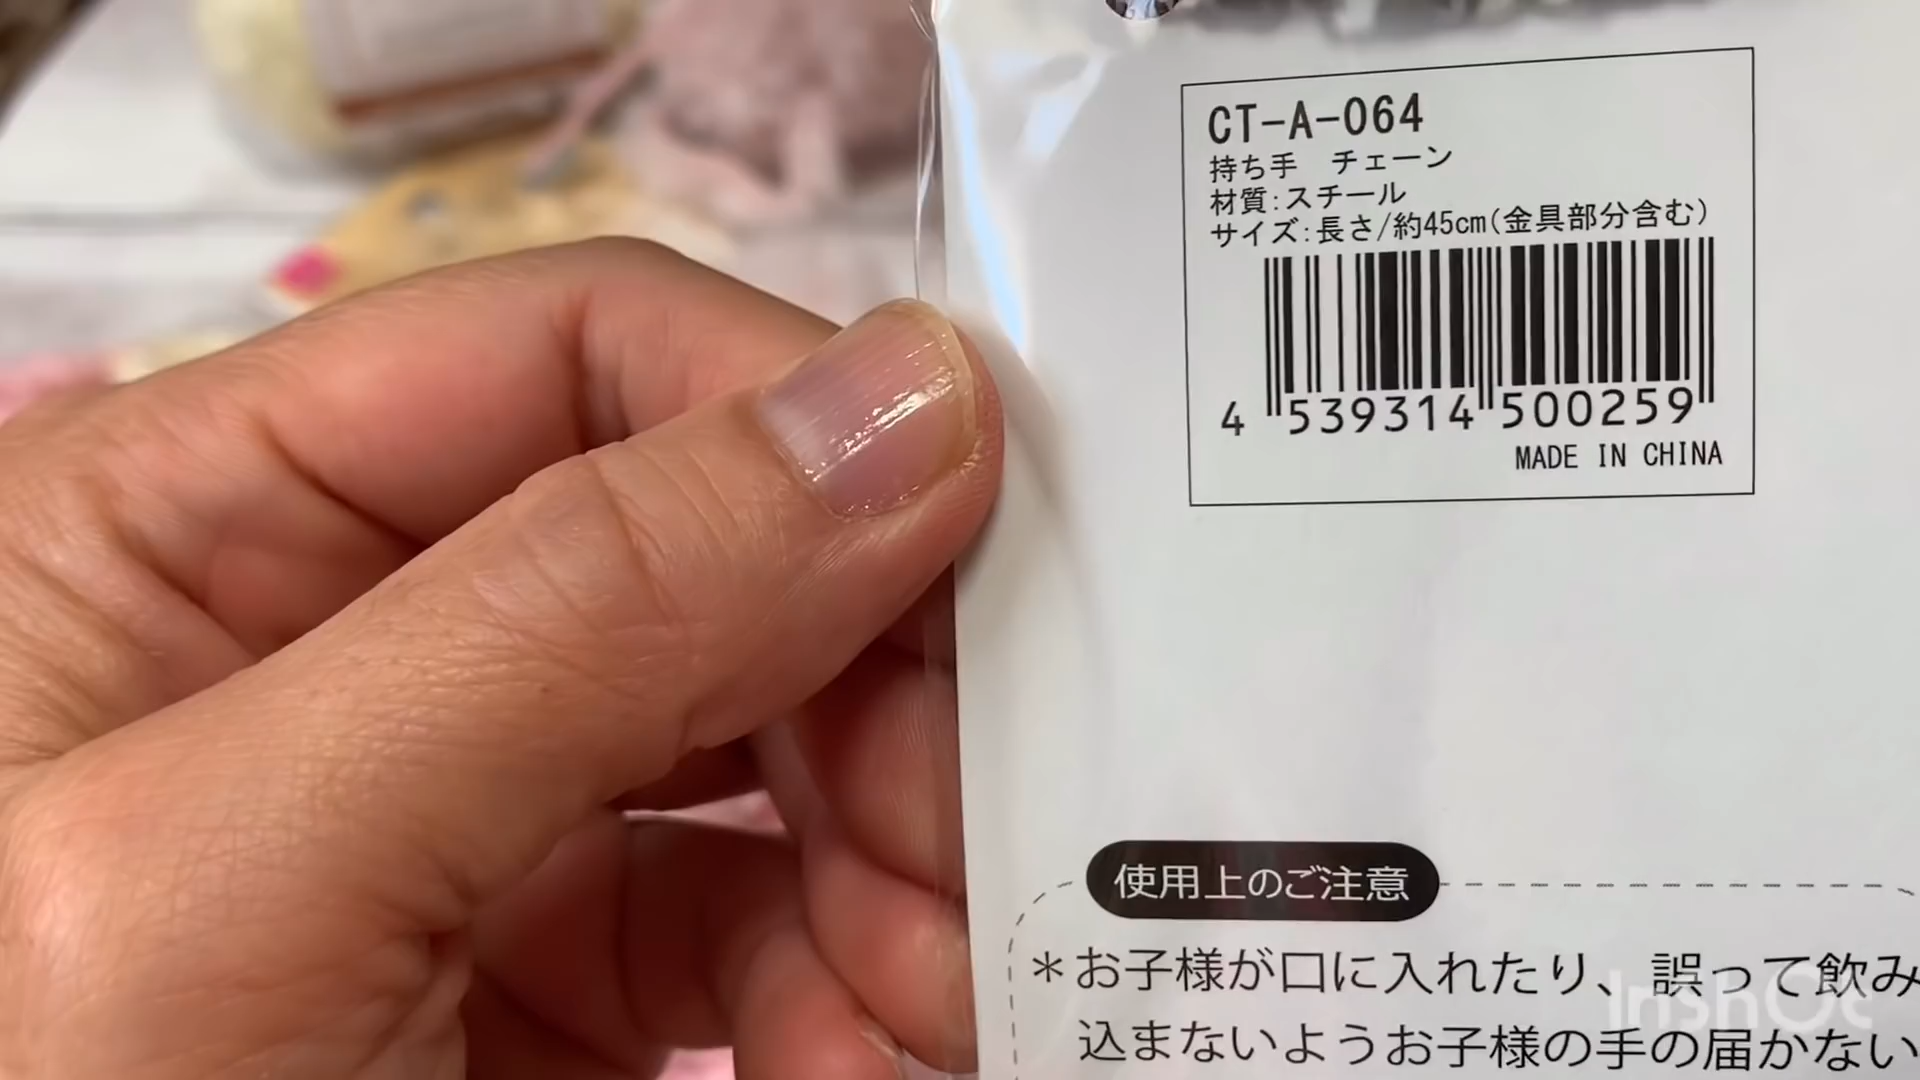 CT-A-064
持ち手　チェーン
材質:スチール
サイズ:長さ/約45cm(金具部分含む)
4 539314 500259
MADE IN CHINA
使用上のご注意
＊お子様が口に入れたり、誤って飲み
込まないようお子様の手の届かない
InShOt